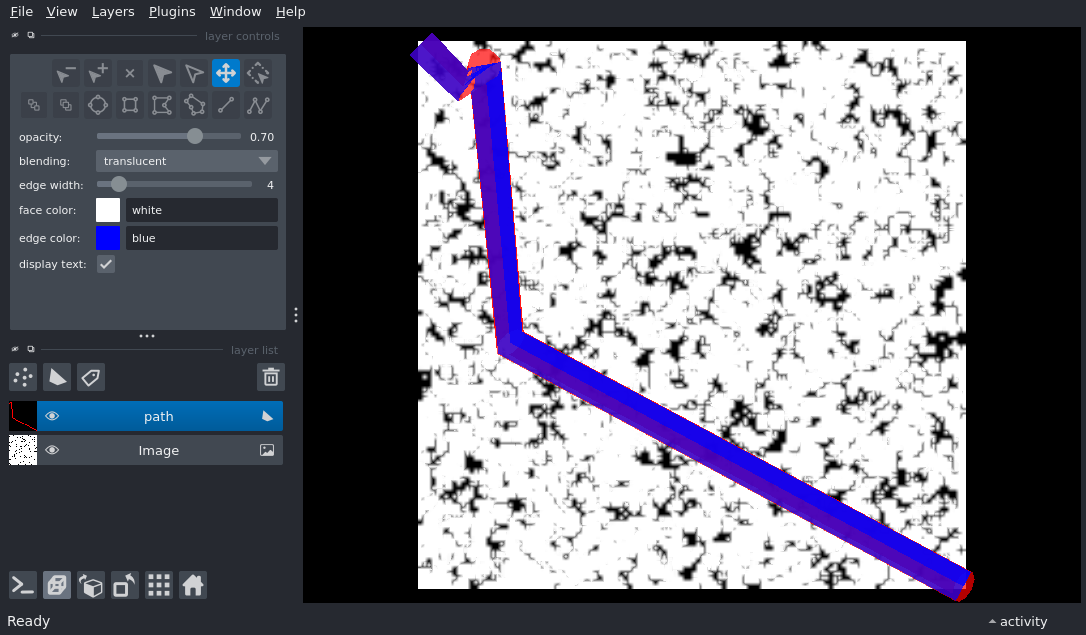 File View Layers Plugins Window Help
layer controls
opacity: 0.70
blending: translucent
edge width: 4
face color: white
edge color: blue
display text:
layer list
path
Image
Ready
activity